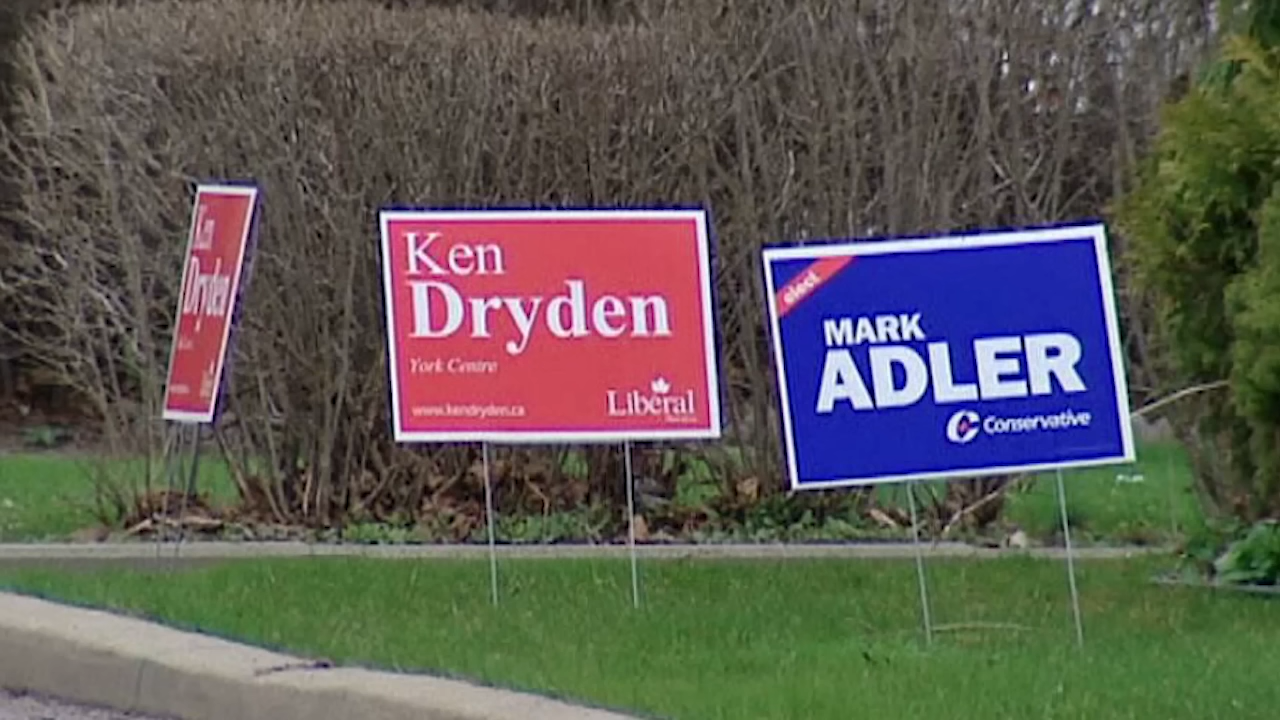 Ken
Dryden
Ken
Dryden
York Centre
www.kendryden.ca
Liberal
elect
MARK
ADLER
Conservative